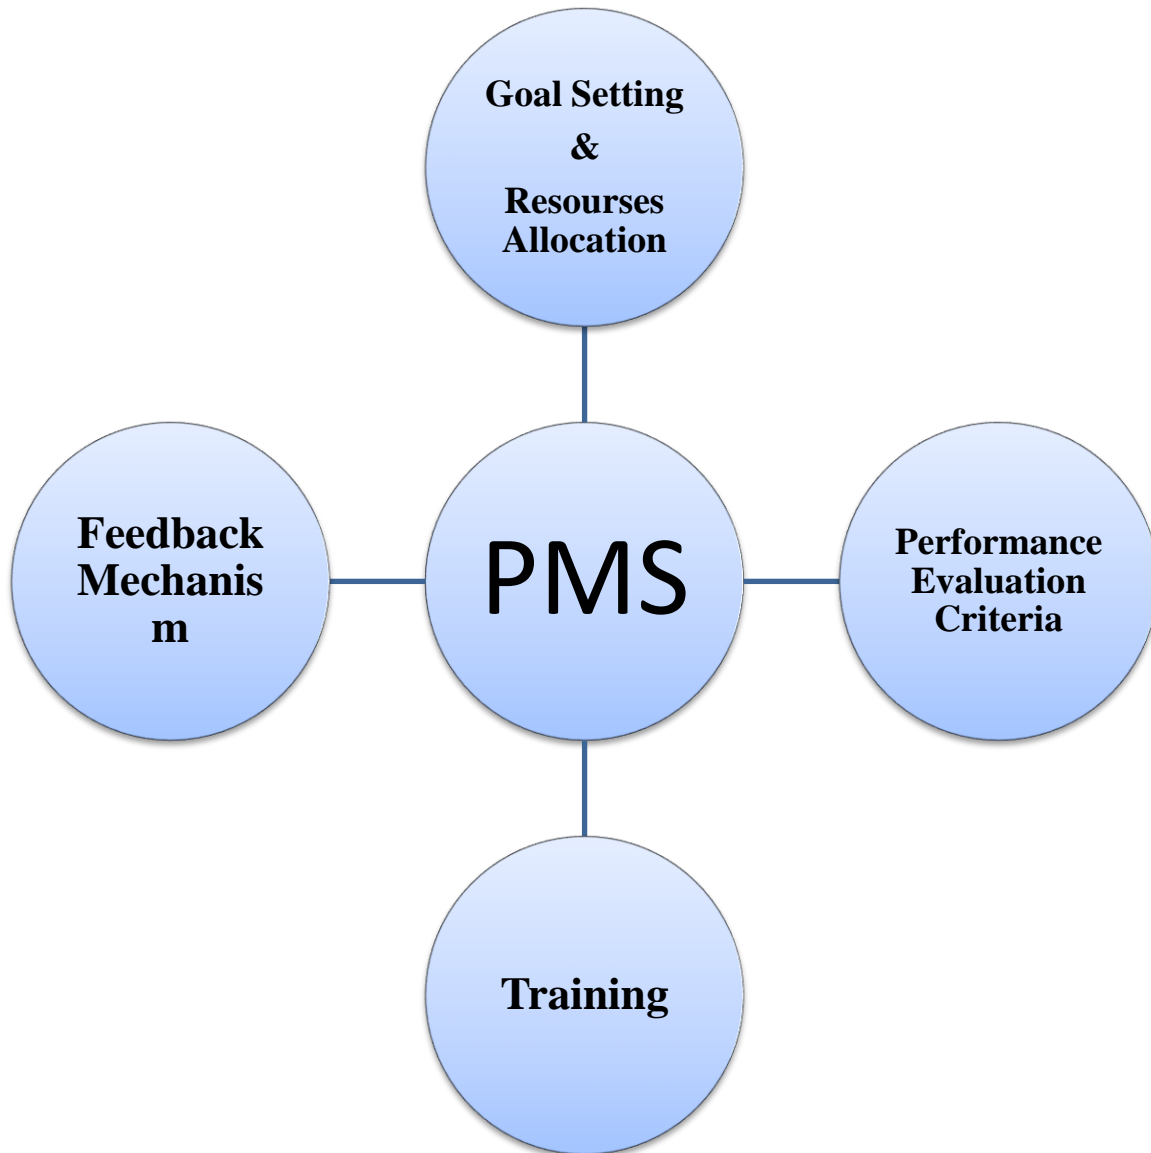 Goal Setting
&
Resourses
Allocation
Feedback
Mechanis
m
PMS
Performance
Evaluation
Criteria
Training